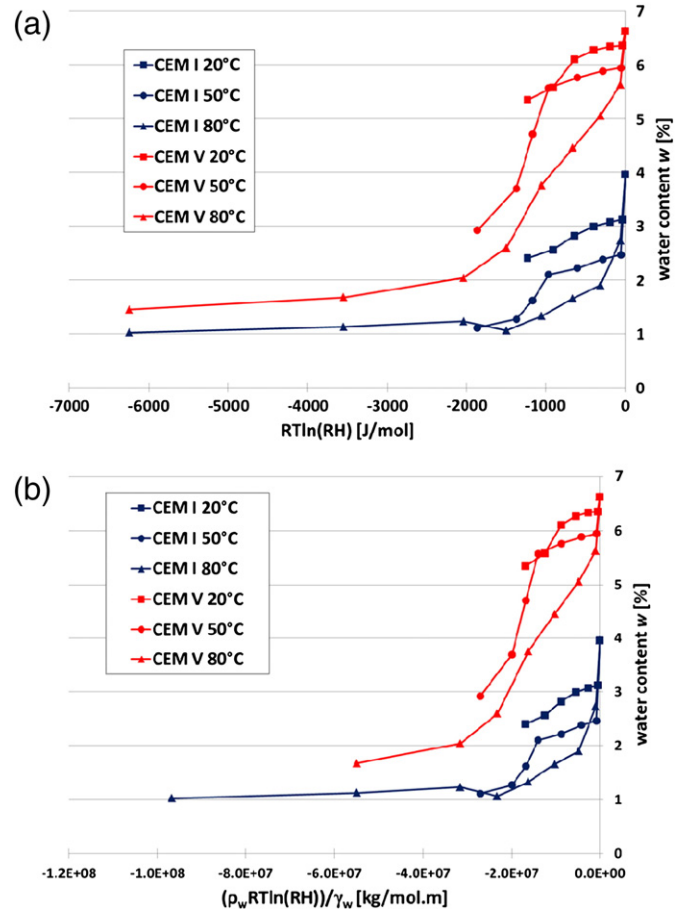 (a)
CEM I 20°C
CEM I 50°C
CEM I 80°C
CEM V 20°C
CEM V 50°C
CEM V 80°C
7
6
5
4
3
2
1
0
water content w [%]
-7000 -6000 -5000 -4000 -3000 -2000 -1000 0
RTln(RH) [J/mol]
(b)
CEM I 20°C
CEM I 50°C
CEM I 80°C
CEM V 20°C
CEM V 50°C
CEM V 80°C
7
6
5
4
3
2
1
0
water content w [%]
-1.2E+08 -1.0E+08 -8.0E+07 -6.0E+07 -4.0E+07 -2.0E+07 0.0E+00
(ρwRTln(RH))/γw [kg/mol.m]